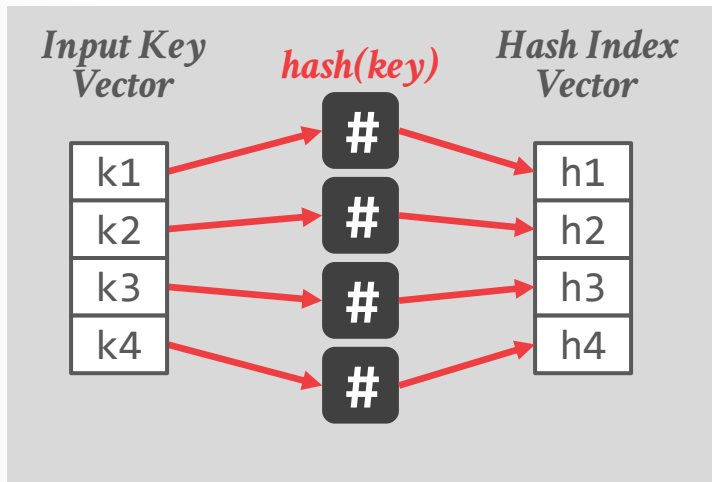 Input Key
Vector
hash(key)
Hash Index
Vector
k1
k2
k3
k4
#
#
#
#
h1
h2
h3
h4